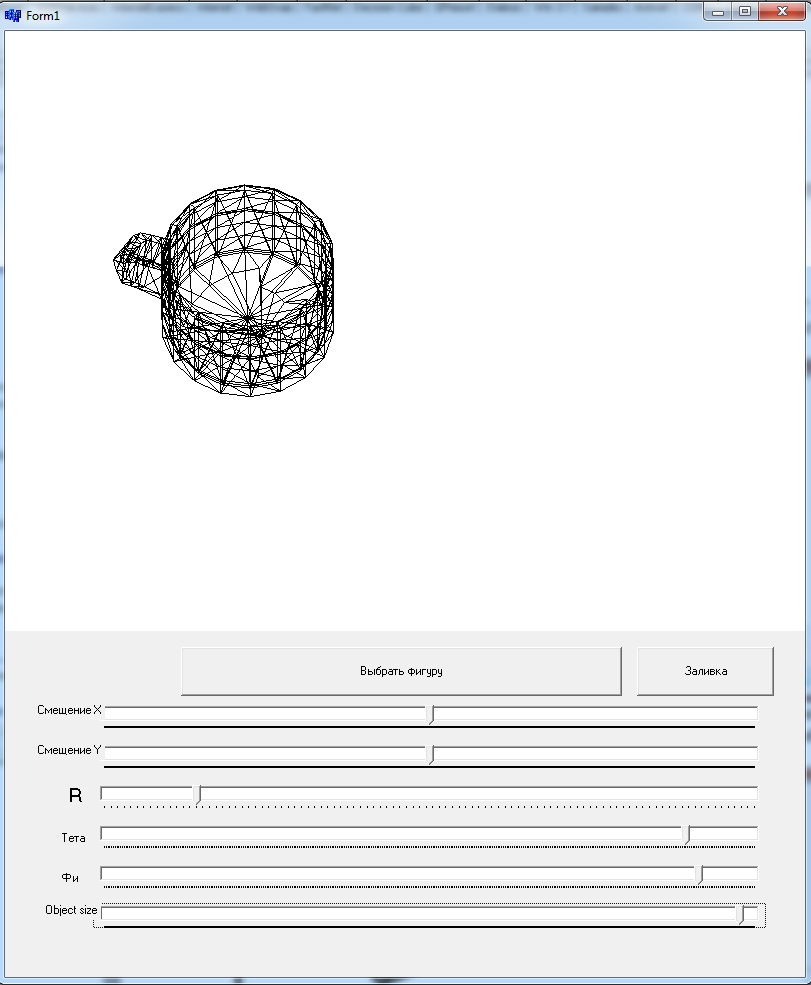 Form1
Выбрать фигуру
Заливка
Смещение X
Смещение Y
R
Тета
Фи
Object size